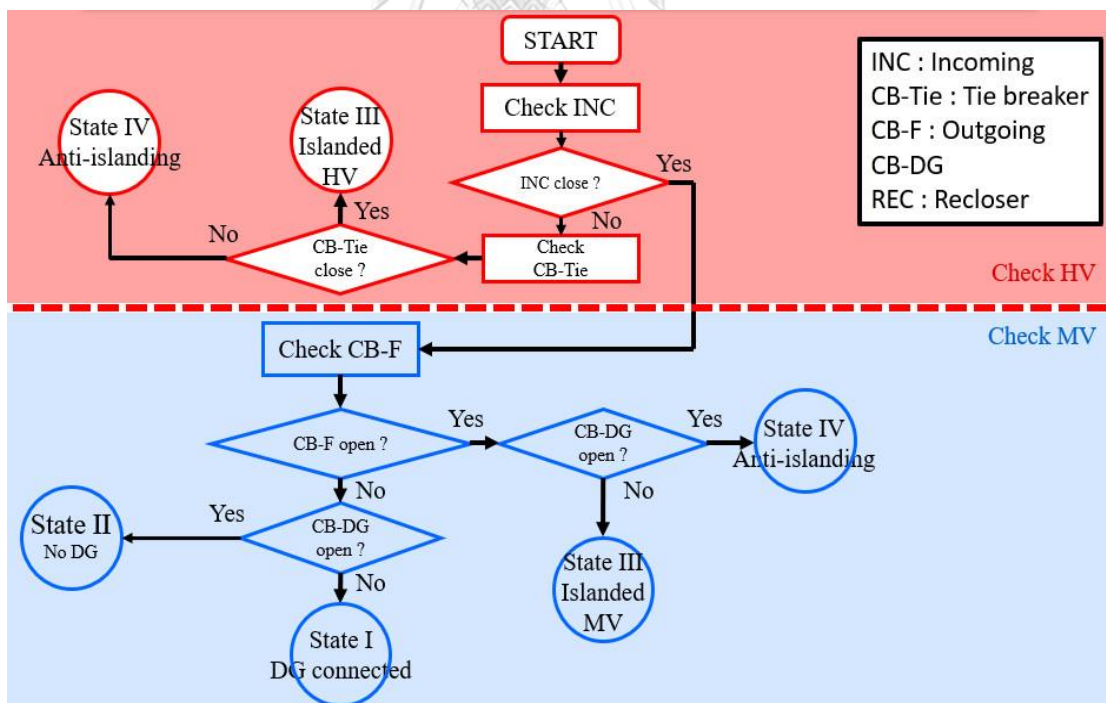 START
INC : Incoming
CB-Tie : Tie breaker
CB-F : Outgoing
CB-DG
REC : Recloser
Check INC
State IV
Anti-islanding
State III
Islanded
HV
INC close ?
Yes
No
Check
CB-Tie
CB-Tie
close ?
Yes
No
Check HV
Check MV
Check CB-F
CB-F open ?
Yes
No
CB-DG
open ?
Yes
No
State IV
Anti-islanding
State III
Islanded
MV
CB-DG
open ?
Yes
No
State II
No DG
State I
DG connected